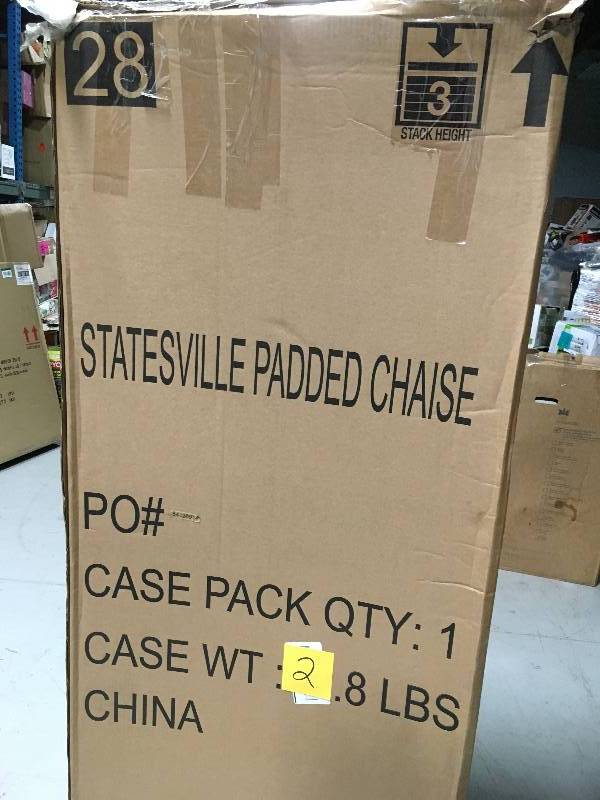 28
3
STACK HEIGHT
STATESVILLE PADDED CHAISE
PO#
CASE PACK QTY: 1
CASE WT : 2 .8 LBS
CHINA